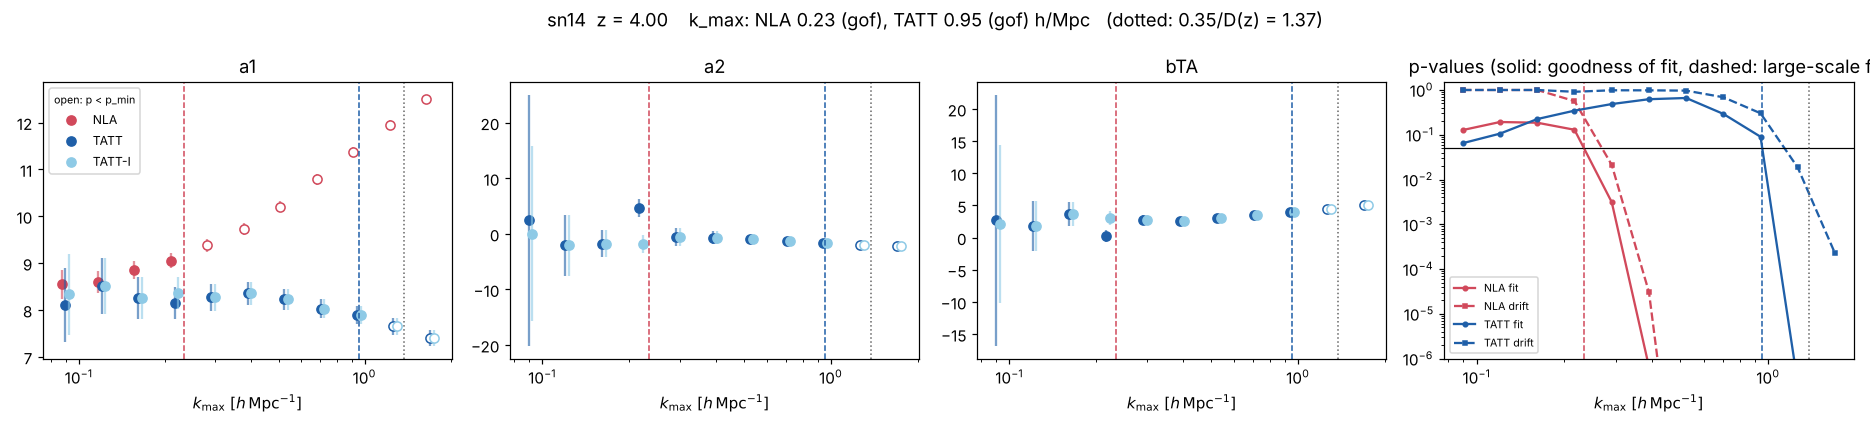 sn14 z = 4.00 k_max: NLA 0.23 (gof), TATT 0.95 (gof) h/Mpc (dotted: 0.35/D(z) = 1.37)
a1
open: p < p_min
NLA
TATT
TATT-I
12
11
10
9
8
7
10⁻¹
10⁰
k_max [h Mpc⁻¹]
a2
20
10
0
−10
−20
10⁻¹
10⁰
k_max [h Mpc⁻¹]
bTA
20
15
10
5
0
−5
−10
−15
10⁻¹
10⁰
k_max [h Mpc⁻¹]
p-values (solid: goodness of fit, dashed: large-scale f
10⁰
10⁻¹
10⁻²
10⁻³
10⁻⁴
10⁻⁵
10⁻⁶
NLA fit
NLA drift
TATT fit
TATT drift
10⁻¹
10⁰
k_max [h Mpc⁻¹]